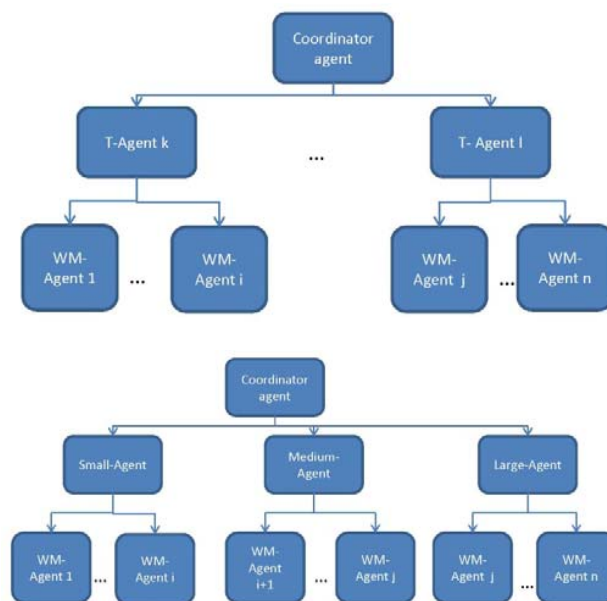 Coordinator
agent
T-Agent k
...
T- Agent l
WM-
Agent 1
...
WM-
Agent i
WM-
Agent j
...
WM-
Agent n
Coordinator
agent
Small-Agent
Medium-
Agent
Large-Agent
WM-
Agent 1
...
WM-
Agent i
WM-
Agent
i+1
...
WM-
Agent j
WM-
Agent j
...
WM-
Agent n